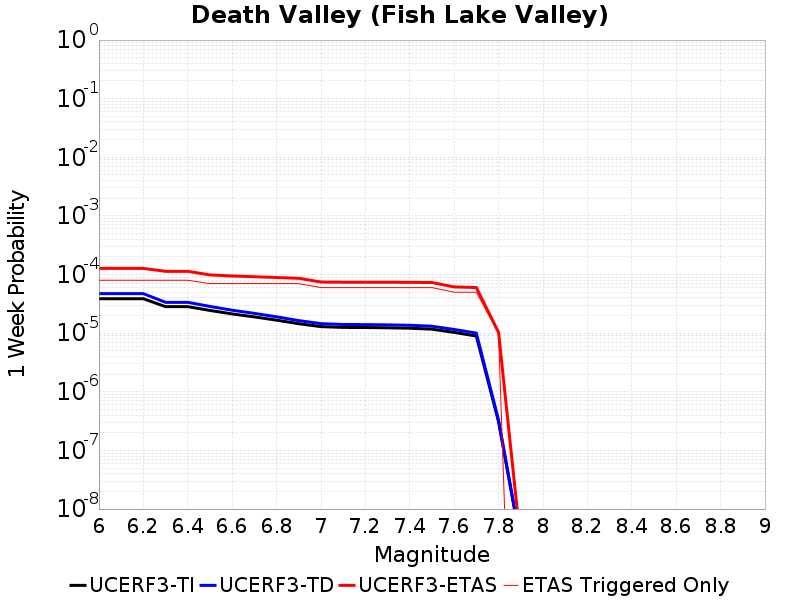 Death Valley (Fish Lake Valley)
10^0
10^-1
10^-2
10^-3
10^-4
10^-5
10^-6
10^-7
10^-8
1 Week Probability
6 6.2 6.4 6.6 6.8 7 7.2 7.4 7.6 7.8 8 8.2 8.4 8.6 8.8 9
Magnitude
UCERF3-TI UCERF3-TD UCERF3-ETAS ETAS Triggered Only